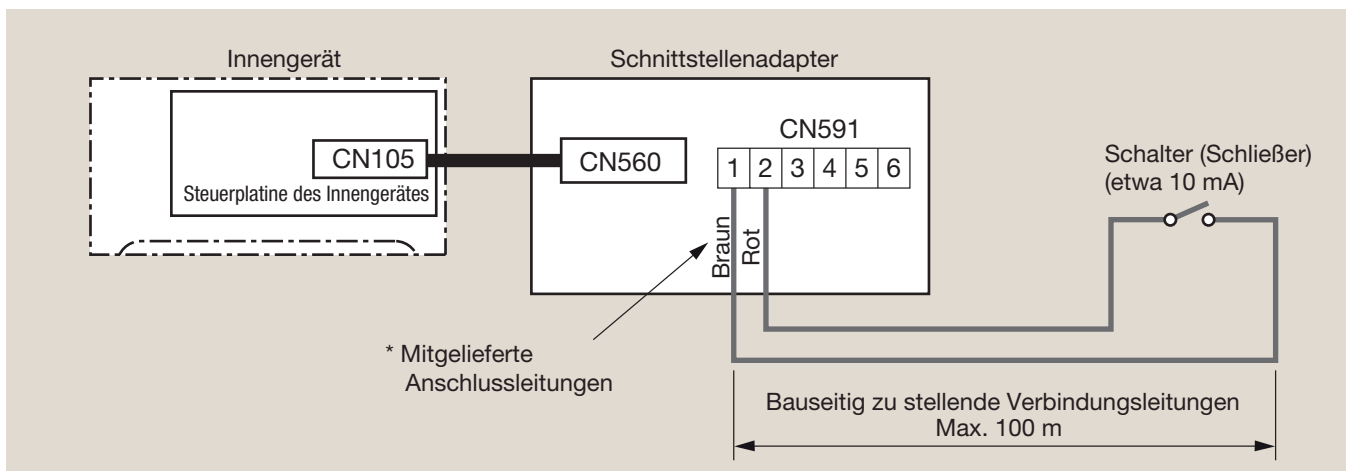 Innengerät
Schnittstellenadapter
CN105
Steuerplatine des Innengerätes
CN560
CN591
1 2 3 4 5 6
Braun
Rot
Schalter (Schließer)
(etwa 10 mA)
* Mitgelieferte
Anschlussleitungen
Bauseitig zu stellende Verbindungsleitungen
Max. 100 m